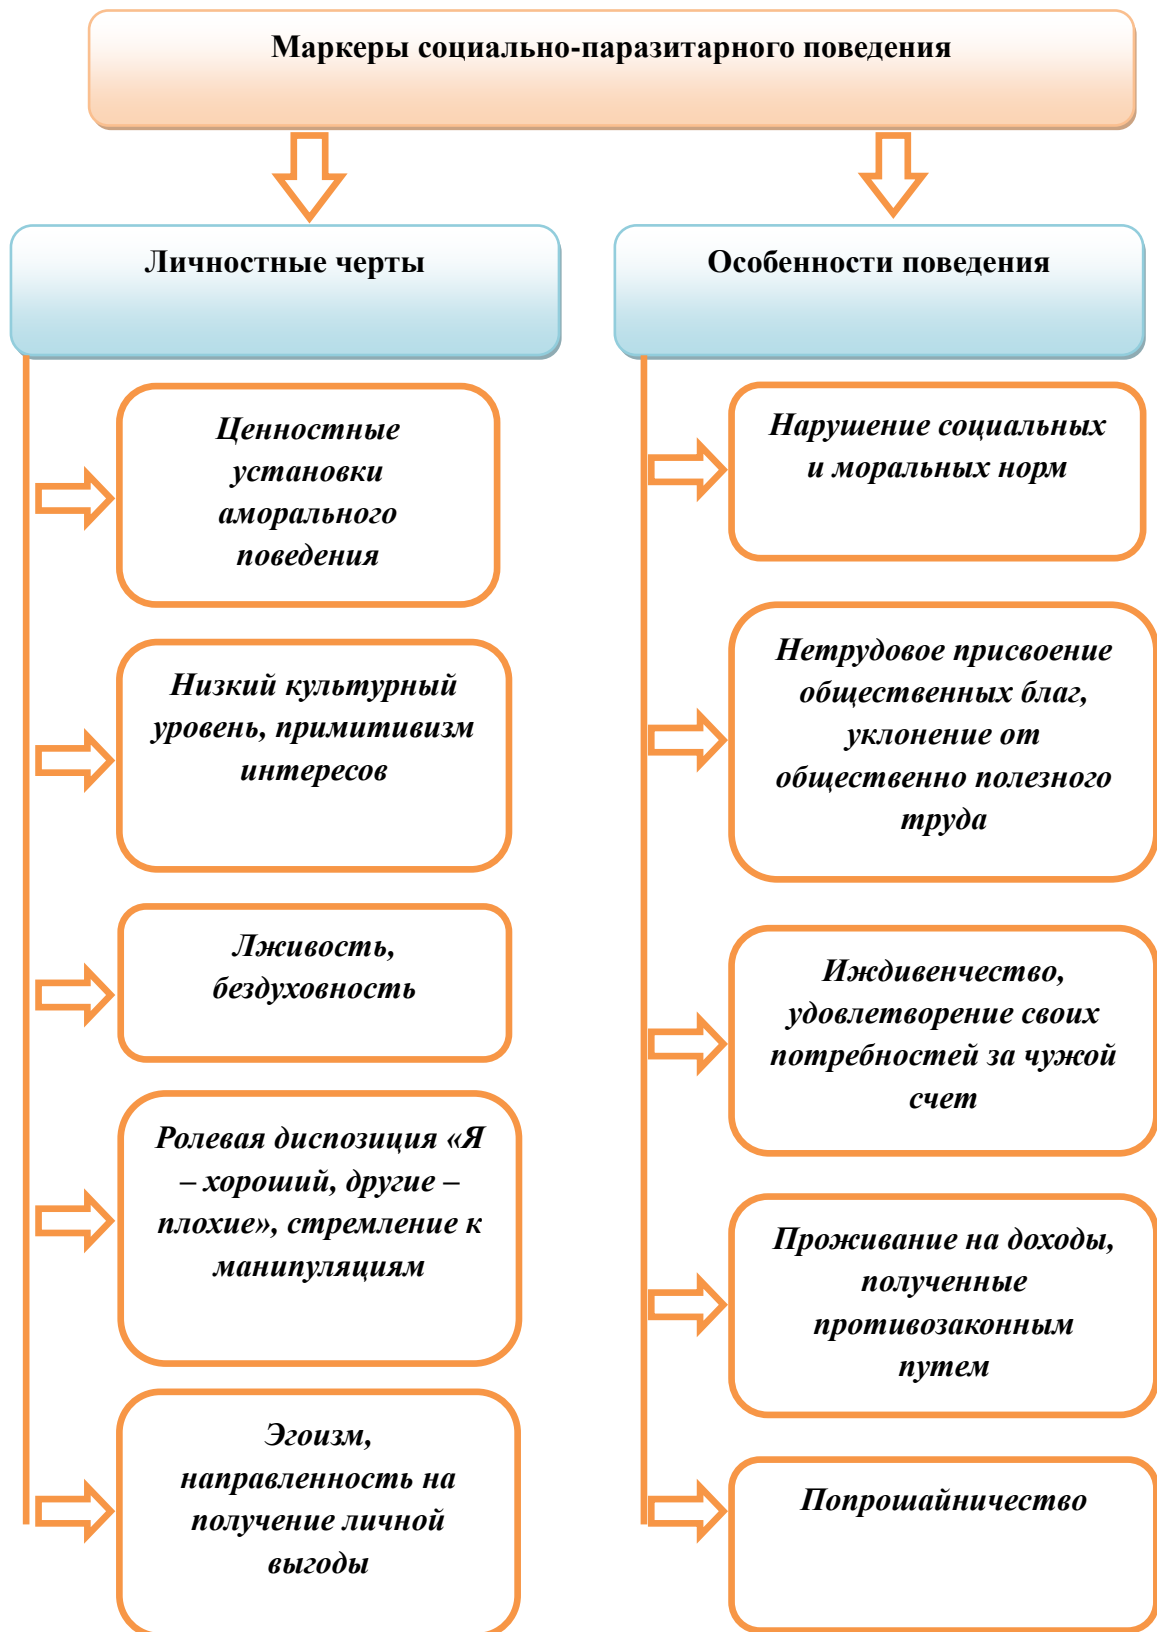 Маркеры социально-паразитарного поведения
Личностные черты
Ценностные
установки
аморального
поведения
Низкий культурный
уровень, примитивизм
интересов
Лживость,
бездуховность
Ролевая диспозиция «Я
– хороший, другие –
плохие», стремление к
манипуляциям
Эгоизм,
направленность на
получение личной
выгоды
Особенности поведения
Нарушение социальных
и моральных норм
Нетрудовое присвоение
общественных благ,
уклонение от
общественно полезного
труда
Иждивенчество,
удовлетворение своих
потребностей за чужой
счет
Проживание на доходы,
полученные
противозаконным
путем
Попрошайничество